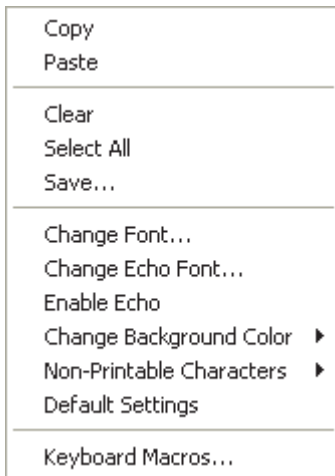 Copy
Paste
Clear
Select All
Save...
Change Font...
Change Echo Font...
Enable Echo
Change Background Color
Non-Printable Characters
Default Settings
Keyboard Macros...